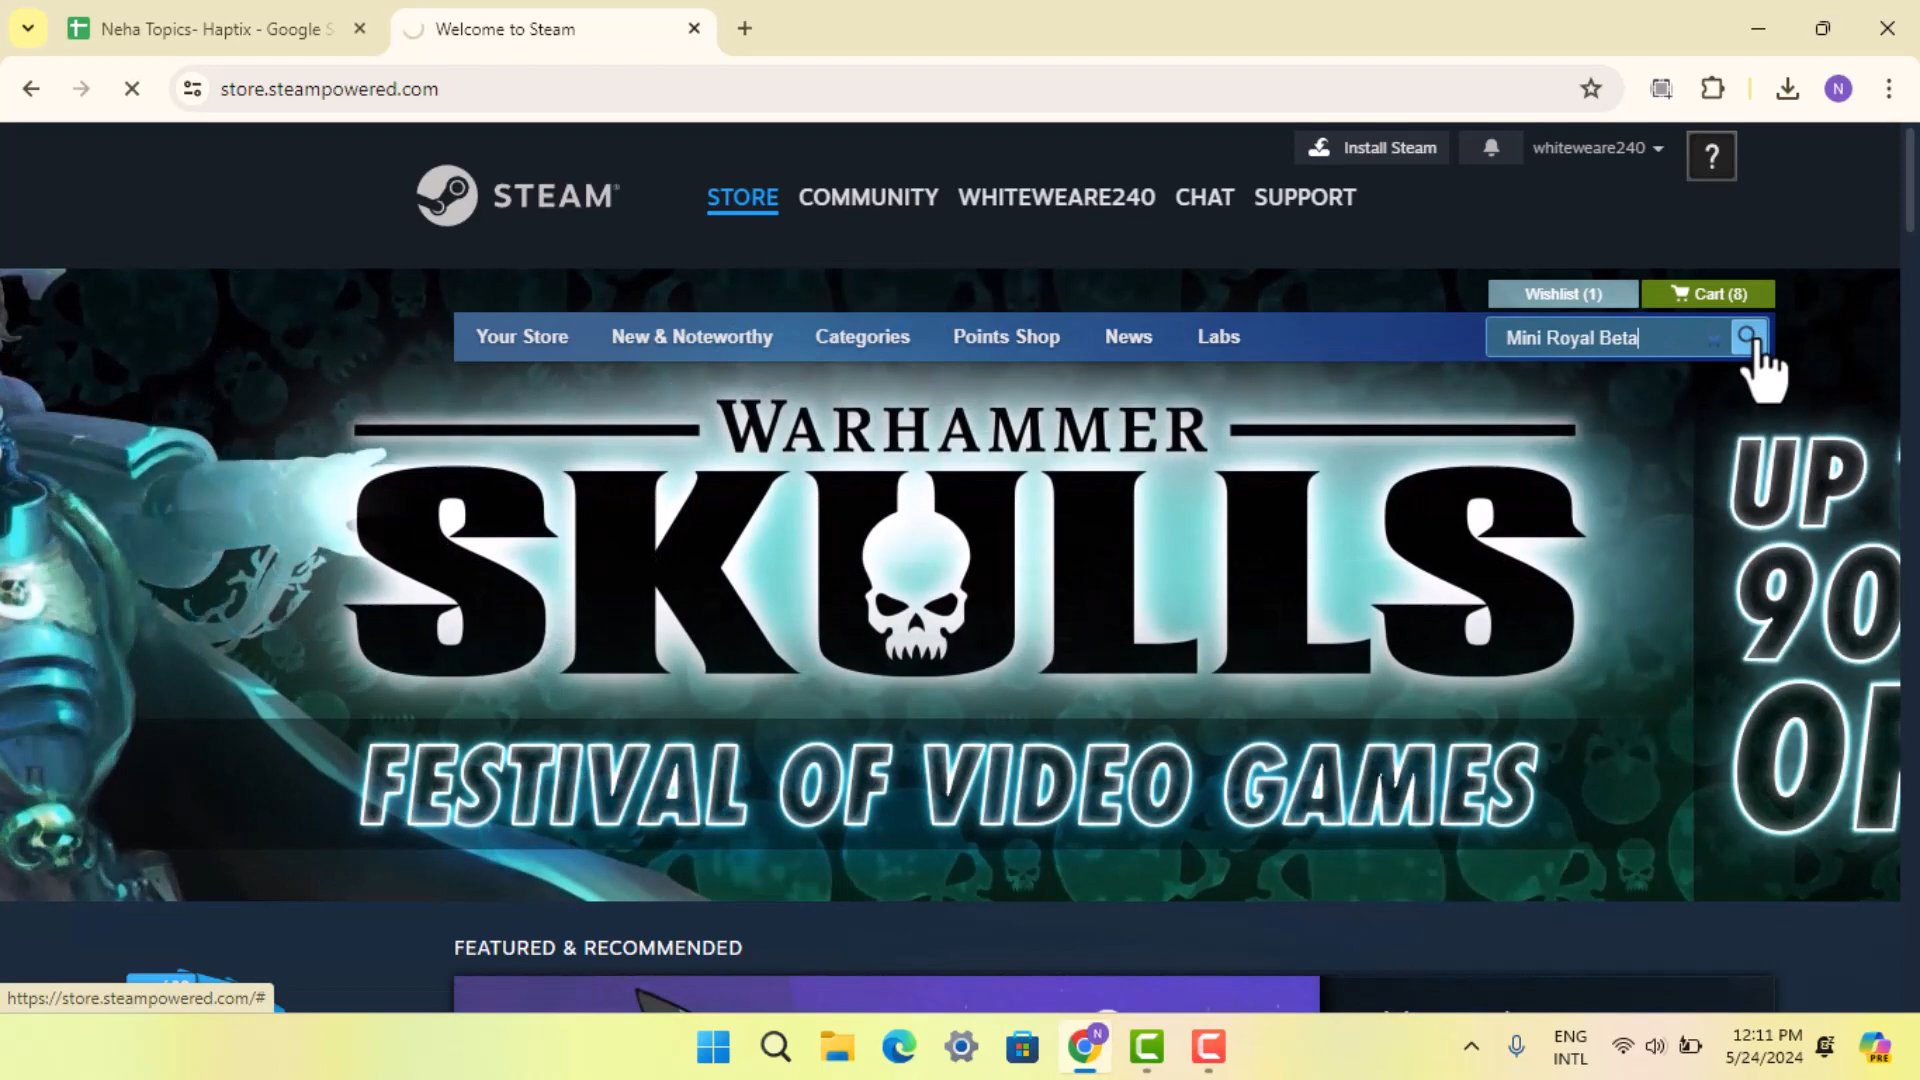 Neha Topics- Haptix - Google S
Welcome to Steam
store.steampowered.com
N
Install Steam
whiteweare240
?
STEAM®
STORE COMMUNITY WHITEWEARE240 CHAT SUPPORT
Wishlist (1)
Cart (8)
Your Store New & Noteworthy Categories Points Shop News Labs
Mini Royal Beta
WARHAMMER
SKULLS
FESTIVAL OF VIDEO GAMES
UP
90
FEATURED & RECOMMENDED
https://store.steampowered.com/#
N
ENG
INTL
12:11 PM
5/24/2024
PRE